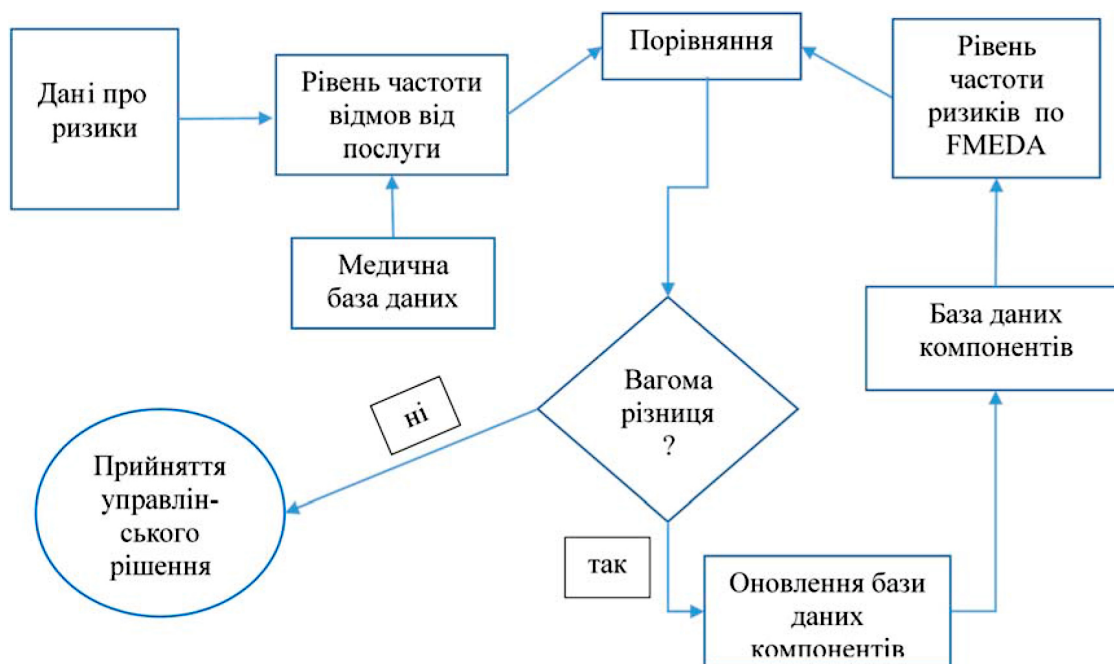 Дані про
ризики
Рівень частоти
відмов від
послуги
Порівняння
Рівень
частоти
ризиків по
FMEDA
Медична
база даних
База даних
компонентів
Вагома
різниця
?
ні
Прийняття
управлін-
ського
рішення
так
Оновлення бази
даних
компонентів